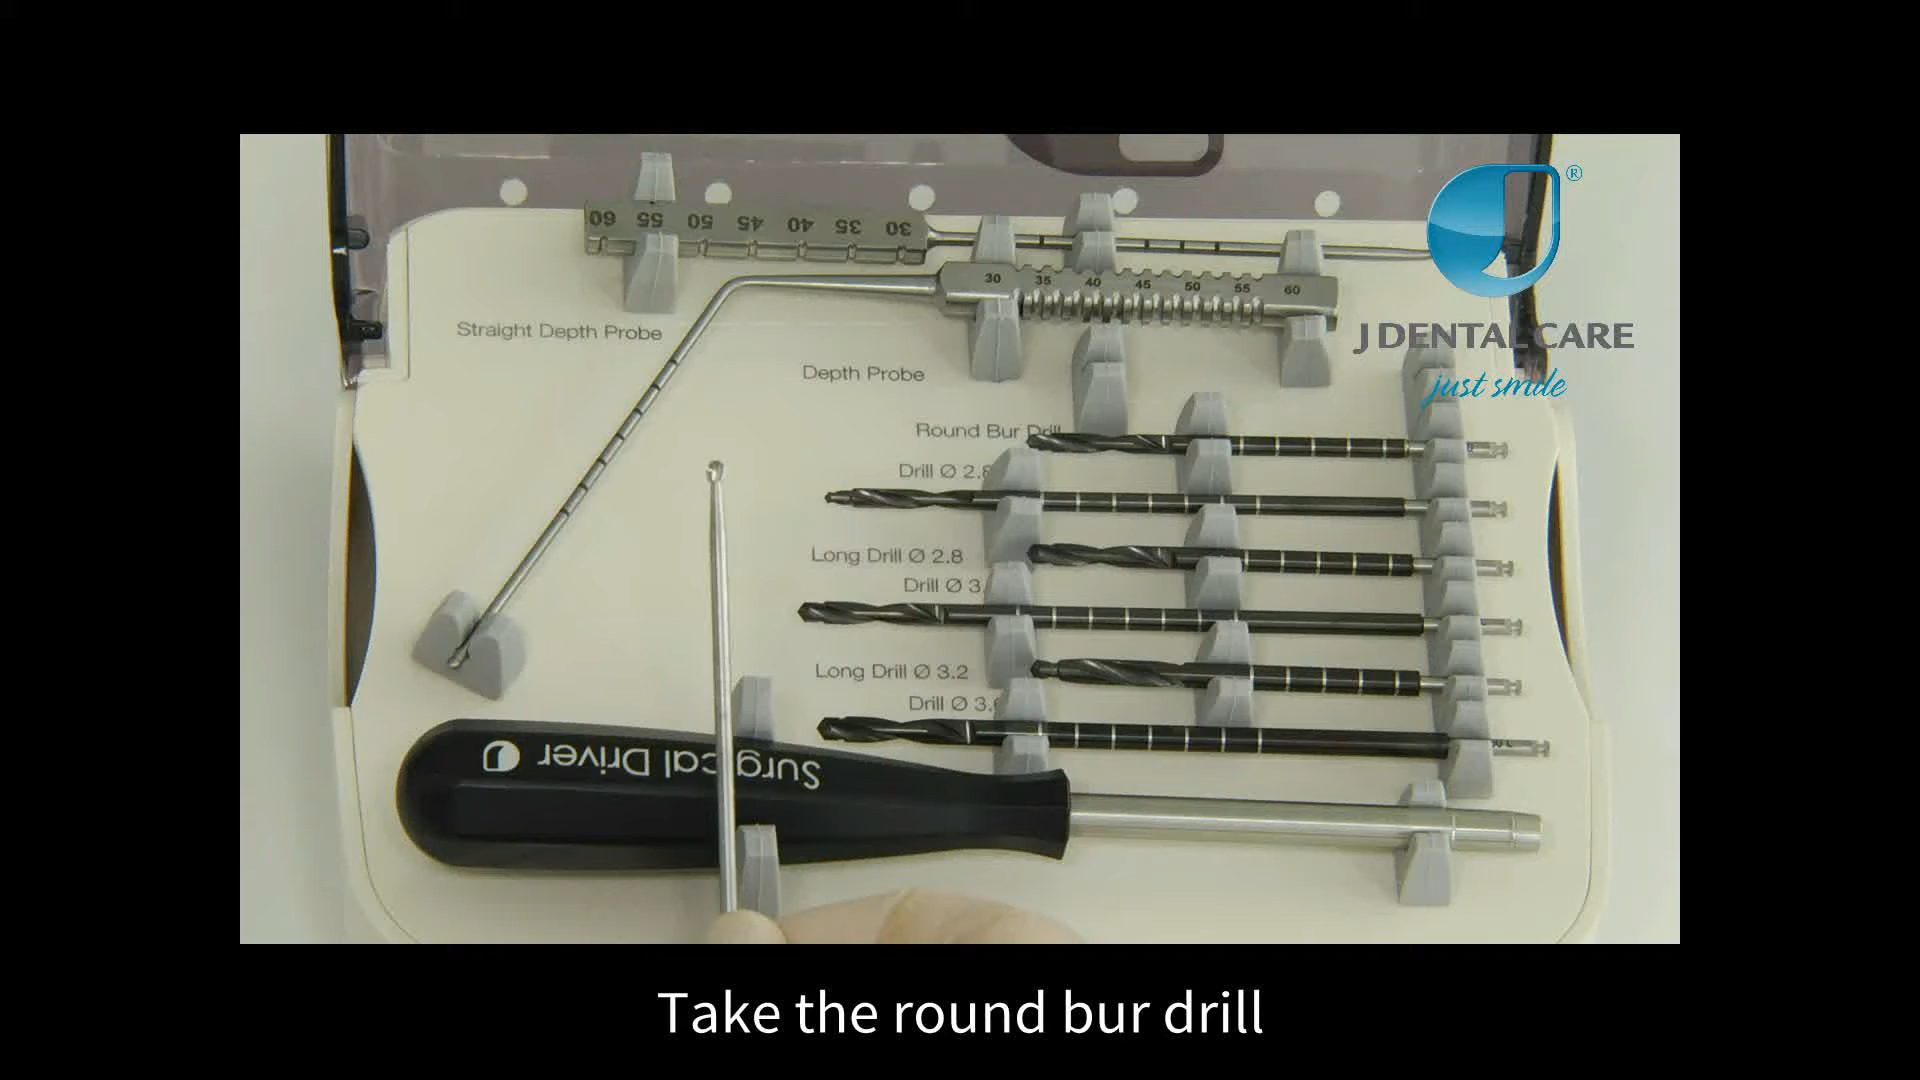 60 55 50 45 40 35 30
30 35 40 45 50 55 60
®
J DENTAL CARE
just smile
Straight Depth Probe
Depth Probe
Round Bur Drill
Drill Ø 2.8
Long Drill Ø 2.8
Drill Ø 3.
Long Drill Ø 3.2
Drill Ø 3.
Surgical Driver
Take the round bur drill